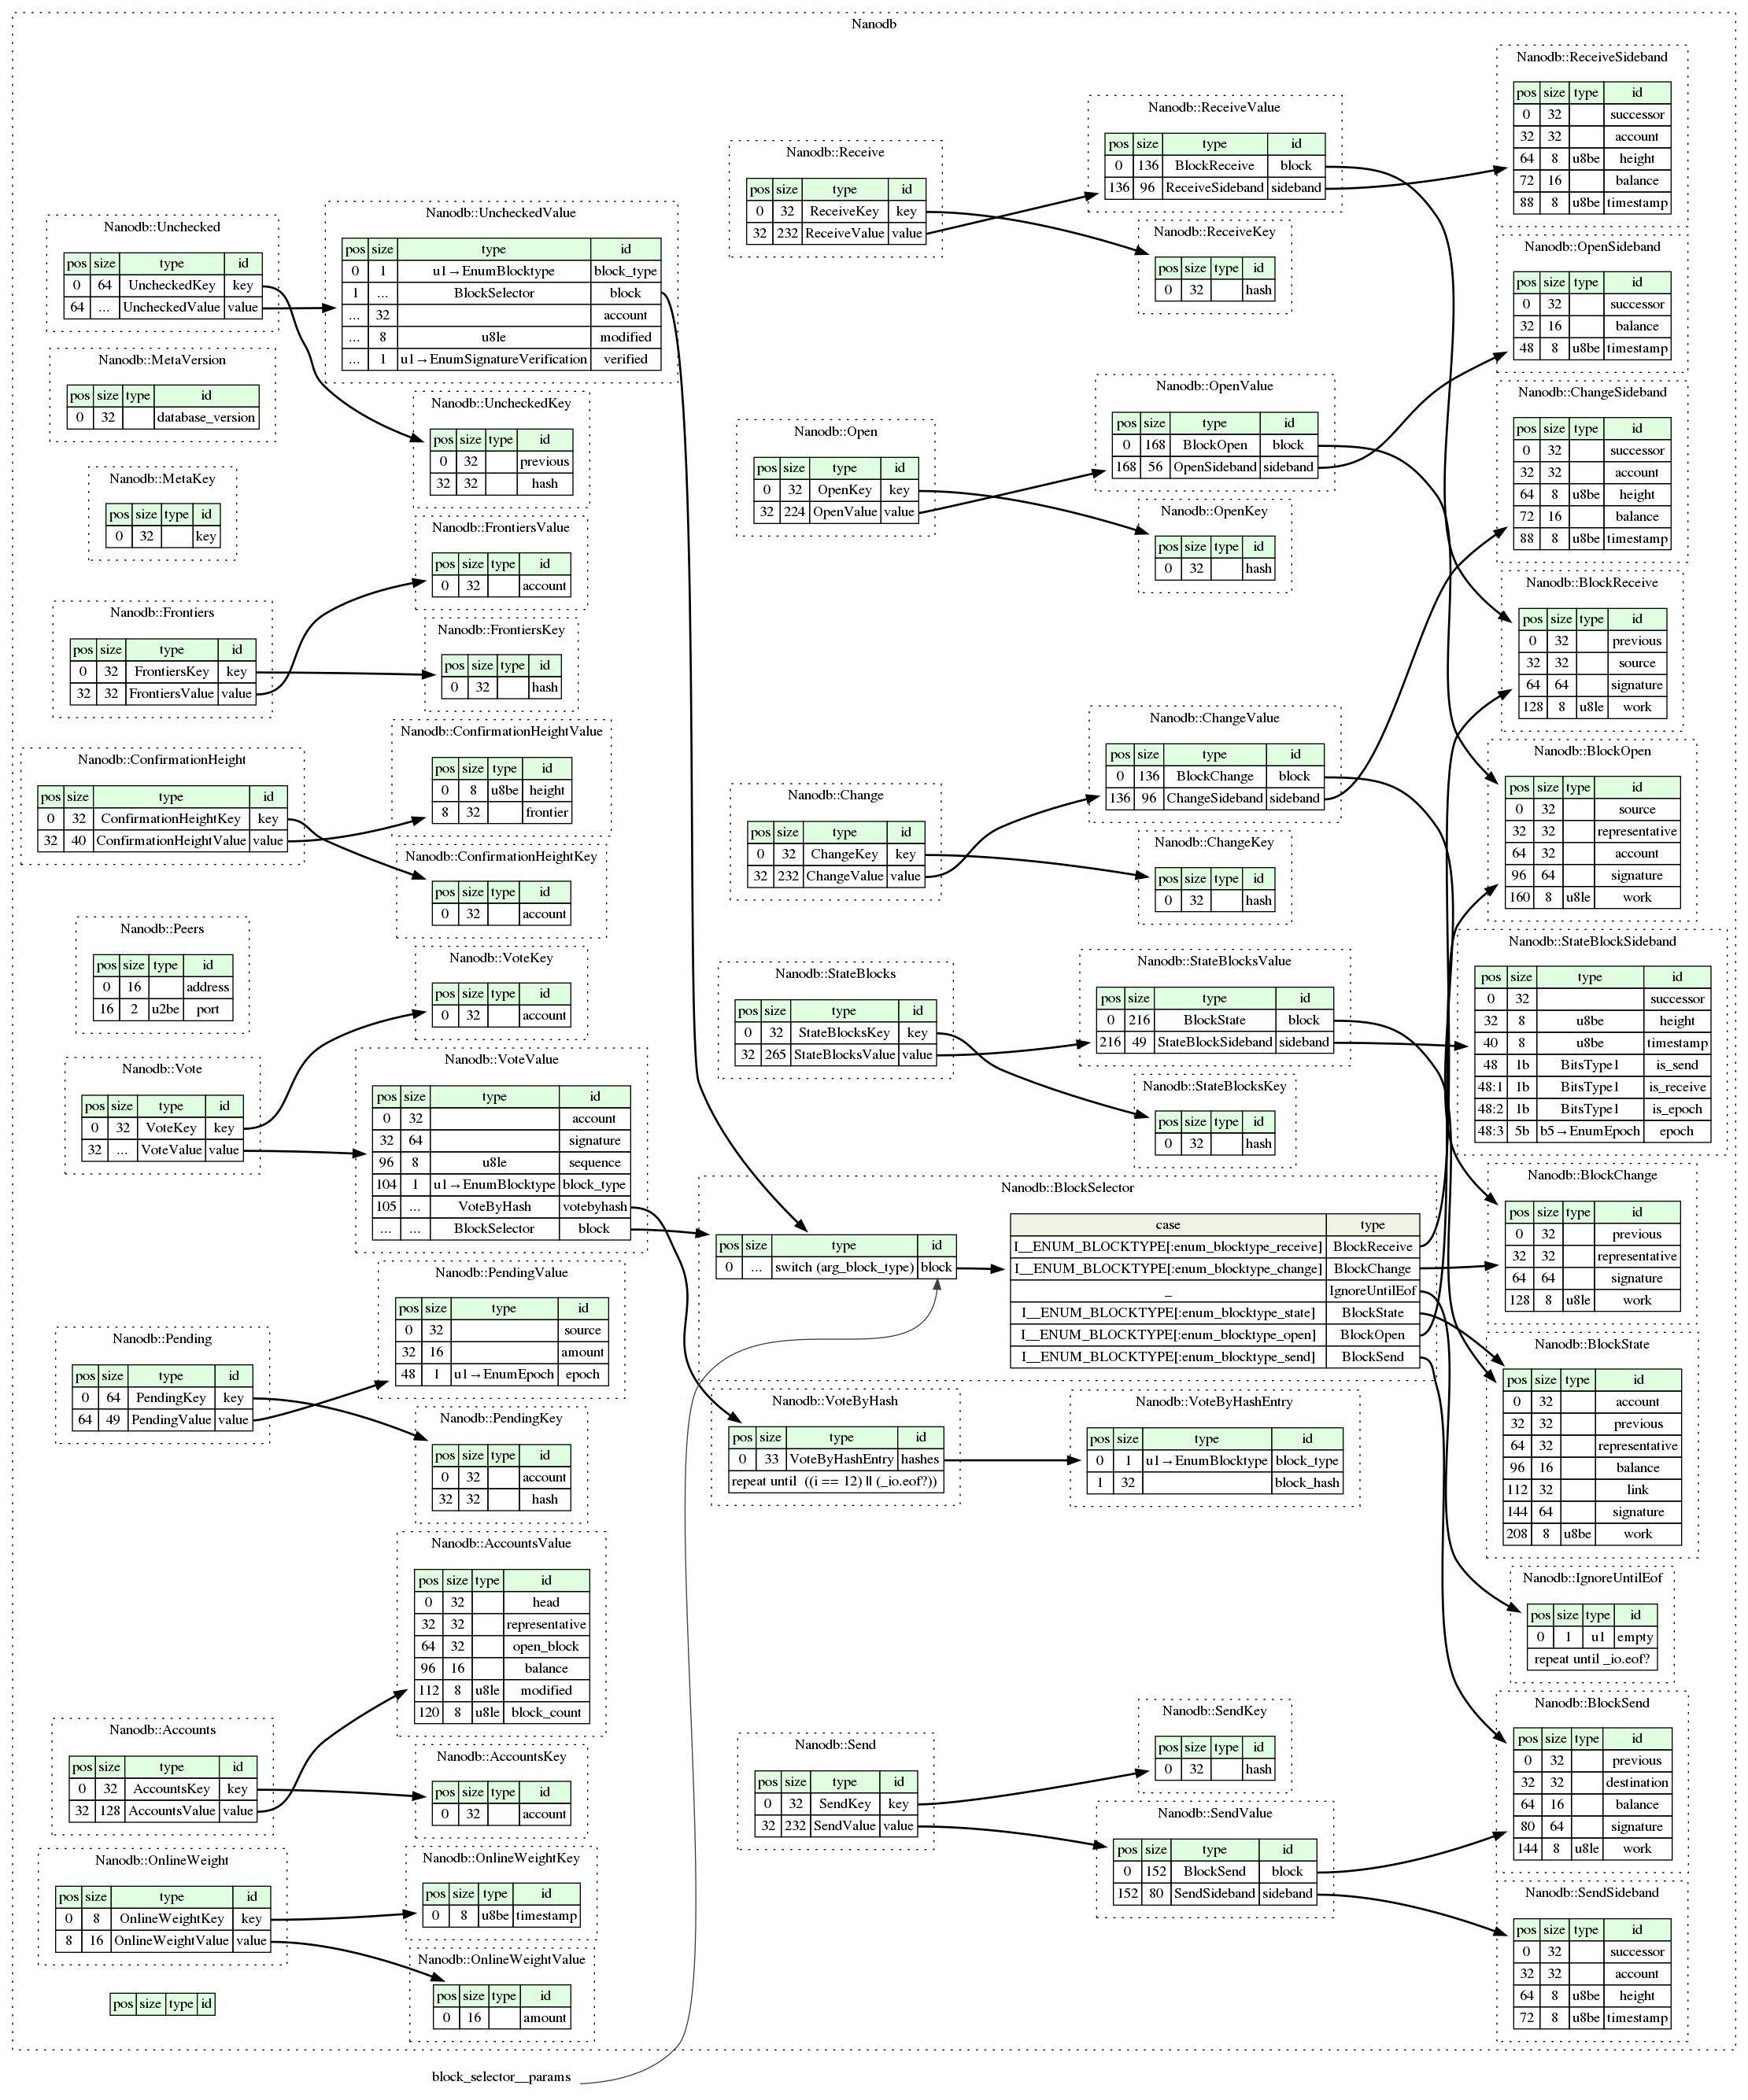 Nanodb
Nanodb::Unchecked
pos size type id
0 64 UncheckedKey key
64 ... UncheckedValue value
Nanodb::MetaVersion
pos size type id
0 32 database_version
Nanodb::MetaKey
pos size type id
0 32 key
Nanodb::Frontiers
pos size type id
0 32 FrontiersKey key
32 32 FrontiersValue value
Nanodb::ConfirmationHeight
pos size type id
0 32 ConfirmationHeightKey key
32 40 ConfirmationHeightValue value
Nanodb::Peers
pos size type id
0 16 address
16 2 u2be port
Nanodb::Vote
pos size type id
0 32 VoteKey key
32 ... VoteValue value
Nanodb::Pending
pos size type id
0 64 PendingKey key
64 49 PendingValue value
Nanodb::Accounts
pos size type id
0 32 AccountsKey key
32 128 AccountsValue value
Nanodb::OnlineWeight
pos size type id
0 8 OnlineWeightKey key
8 16 OnlineWeightValue value
pos size type id
Nanodb::UncheckedValue
pos size type id
0 1 u1→EnumBlocktype block_type
1 ... BlockSelector block
... 32 account
... 8 u8le modified
... 1 u1→EnumSignatureVerification verified
Nanodb::UncheckedKey
pos size type id
0 32 previous
32 32 hash
Nanodb::FrontiersValue
pos size type id
0 32 account
Nanodb::FrontiersKey
pos size type id
0 32 hash
Nanodb::ConfirmationHeightValue
pos size type id
0 8 u8be height
8 32 frontier
Nanodb::ConfirmationHeightKey
pos size type id
0 32 account
Nanodb::VoteKey
pos size type id
0 32 account
Nanodb::VoteValue
pos size type id
0 32 account
32 64 signature
96 8 u8le sequence
104 1 u1→EnumBlocktype block_type
105 ... VoteByHash votebyhash
... ... BlockSelector block
Nanodb::PendingValue
pos size type id
0 32 source
32 16 amount
48 1 u1→EnumEpoch epoch
Nanodb::PendingKey
pos size type id
0 32 account
32 32 hash
Nanodb::AccountsValue
pos size type id
0 32 head
32 32 representative
64 32 open_block
96 16 balance
112 8 u8le modified
120 8 u8le block_count
Nanodb::AccountsKey
pos size type id
0 32 account
Nanodb::OnlineWeightKey
pos size type id
0 8 u8be timestamp
Nanodb::OnlineWeightValue
pos size type id
0 16 amount
block_selector__params
Nanodb::Receive
pos size type id
0 32 ReceiveKey key
32 232 ReceiveValue value
Nanodb::Open
pos size type id
0 32 OpenKey key
32 224 OpenValue value
Nanodb::Change
pos size type id
0 32 ChangeKey key
32 232 ChangeValue value
Nanodb::StateBlocks
pos size type id
0 32 StateBlocksKey key
32 265 StateBlocksValue value
Nanodb::ReceiveValue
pos size type id
0 136 BlockReceive block
136 96 ReceiveSideband sideband
Nanodb::ReceiveKey
pos size type id
0 32 hash
Nanodb::OpenValue
pos size type id
0 168 BlockOpen block
168 56 OpenSideband sideband
Nanodb::OpenKey
pos size type id
0 32 hash
Nanodb::ChangeValue
pos size type id
0 136 BlockChange block
136 96 ChangeSideband sideband
Nanodb::ChangeKey
pos size type id
0 32 hash
Nanodb::StateBlocksValue
pos size type id
0 216 BlockState block
216 49 StateBlockSideband sideband
Nanodb::StateBlocksKey
pos size type id
0 32 hash
Nanodb::BlockSelector
pos size type id
0 ... switch (arg_block_type) block
case type
I__ENUM_BLOCKTYPE[:enum_blocktype_receive] BlockReceive
I__ENUM_BLOCKTYPE[:enum_blocktype_change] BlockChange
_ IgnoreUntilEof
I__ENUM_BLOCKTYPE[:enum_blocktype_state] BlockState
I__ENUM_BLOCKTYPE[:enum_blocktype_open] BlockOpen
I__ENUM_BLOCKTYPE[:enum_blocktype_send] BlockSend
Nanodb::VoteByHash
pos size type id
0 33 VoteByHashEntry hashes
repeat until ((i == 12) || (_io.eof?))
Nanodb::VoteByHashEntry
pos size type id
0 1 u1→EnumBlocktype block_type
1 32 block_hash
Nanodb::Send
pos size type id
0 32 SendKey key
32 232 SendValue value
Nanodb::SendKey
pos size type id
0 32 hash
Nanodb::SendValue
pos size type id
0 152 BlockSend block
152 80 SendSideband sideband
Nanodb::ReceiveSideband
pos size type id
0 32 successor
32 32 account
64 8 u8be height
72 16 balance
88 8 u8be timestamp
Nanodb::OpenSideband
pos size type id
0 32 successor
32 16 balance
48 8 u8be timestamp
Nanodb::ChangeSideband
pos size type id
0 32 successor
32 32 account
64 8 u8be height
72 16 balance
88 8 u8be timestamp
Nanodb::BlockReceive
pos size type id
0 32 previous
32 32 source
64 64 signature
128 8 u8le work
Nanodb::BlockOpen
pos size type id
0 32 source
32 32 representative
64 32 account
96 64 signature
160 8 u8le work
Nanodb::StateBlockSideband
pos size type id
0 32 successor
32 8 u8be height
40 8 u8be timestamp
48 1b BitsType1 is_send
48:1 1b BitsType1 is_receive
48:2 1b BitsType1 is_epoch
48:3 5b b5→EnumEpoch epoch
Nanodb::BlockChange
pos size type id
0 32 previous
32 32 representative
64 64 signature
128 8 u8le work
Nanodb::BlockState
pos size type id
0 32 account
32 32 previous
64 32 representative
96 16 balance
112 32 link
144 64 signature
208 8 u8be work
Nanodb::IgnoreUntilEof
pos size type id
0 1 u1 empty
repeat until _io.eof?
Nanodb::BlockSend
pos size type id
0 32 previous
32 32 destination
64 16 balance
80 64 signature
144 8 u8le work
Nanodb::SendSideband
pos size type id
0 32 successor
32 32 account
64 8 u8be height
72 8 u8be timestamp